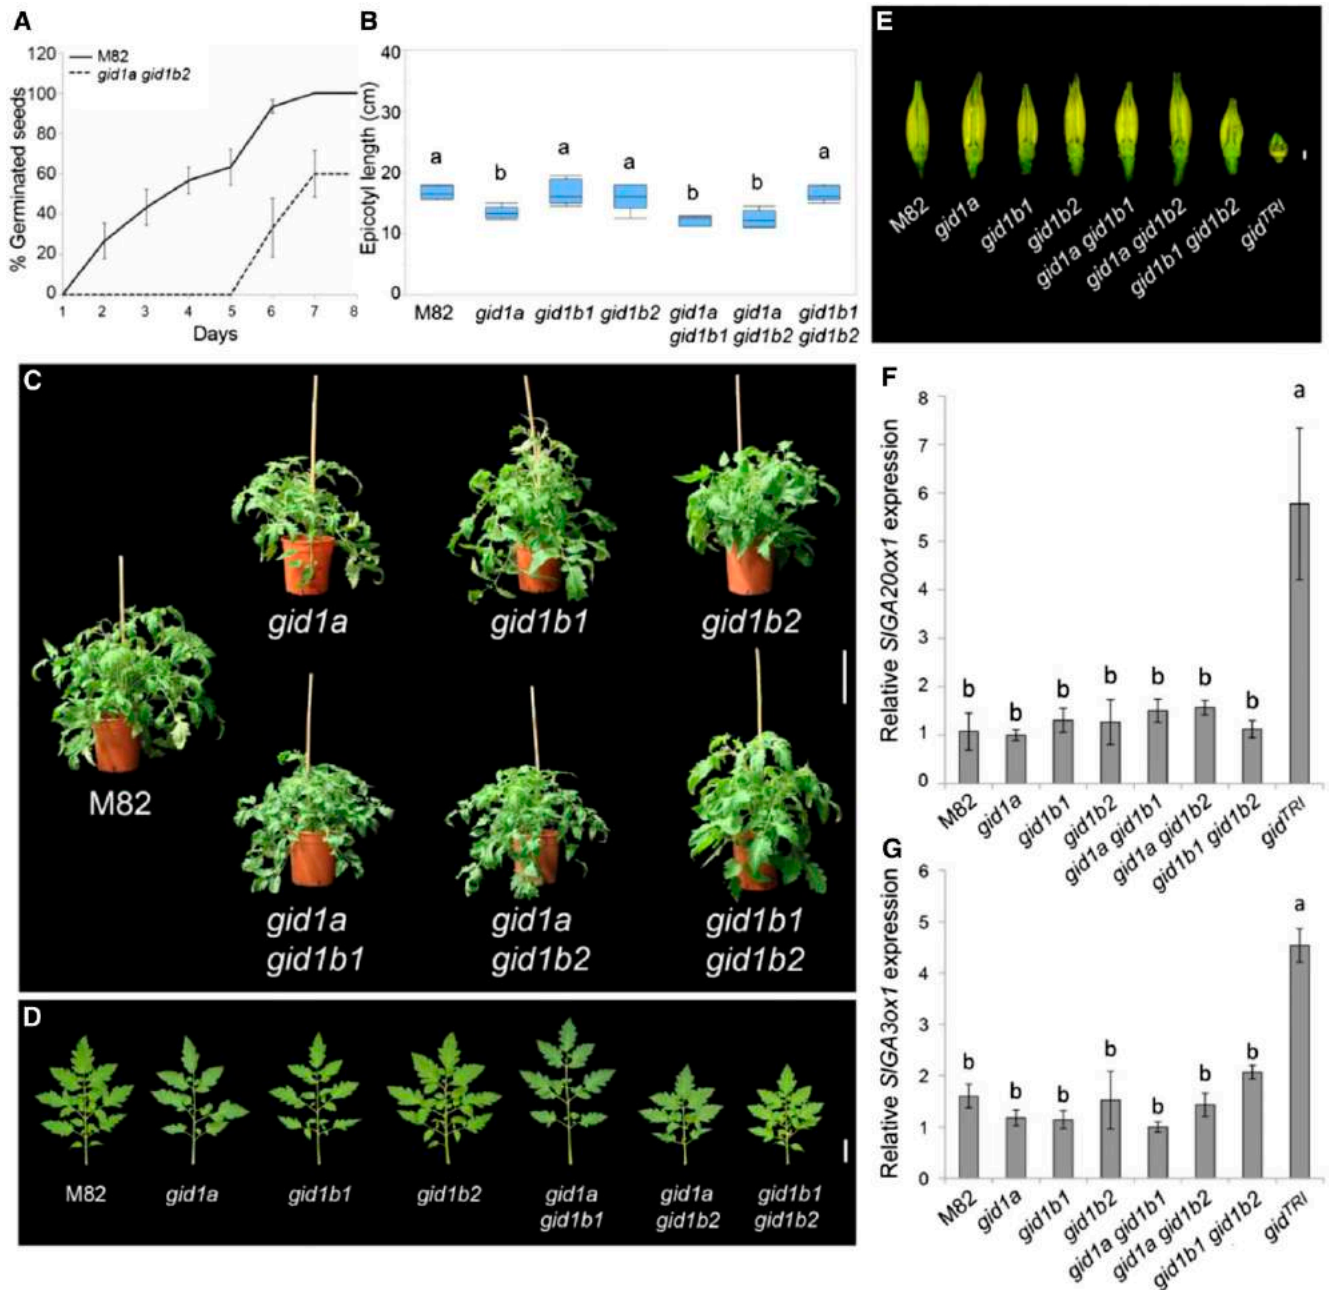 A
120
100
80
60
40
20
0
% Germinated seeds
M82
gid1a gid1b2
1 2 3 4 5 6 7 8
Days
B
40
30
20
10
0
Epicotyl length (cm)
a b a a b b a
M82 gid1a gid1b1 gid1b2 gid1a gid1a gid1b1
gid1b1 gid1b2 gid1b2
E
M82
gid1a
gid1b1
gid1b2
gid1a gid1b1
gid1a gid1b2
gid1b1 gid1b2
gidTRI
C
gid1a
gid1b1
gid1b2
M82
gid1a
gid1b1
gid1a
gid1b2
gid1b1
gid1b2
D
M82 gid1a gid1b1 gid1b2 gid1a gid1a gid1b1
gid1b1 gid1b2 gid1b2
F
8
7
6
5
4
3
2
1
0
Relative SlGA20ox1 expression
b b b b b b b a
M82
gid1a
gid1b1
gid1b2
gid1a gid1b1
gid1a gid1b2
gid1b1 gid1b2
gidTRI
G
6
5
4
3
2
1
0
Relative SlGA3ox1 expression
b b b b b b b a
M82
gid1a
gid1b1
gid1b2
gid1a gid1b1
gid1a gid1b2
gid1b1 gid1b2
gidTRI